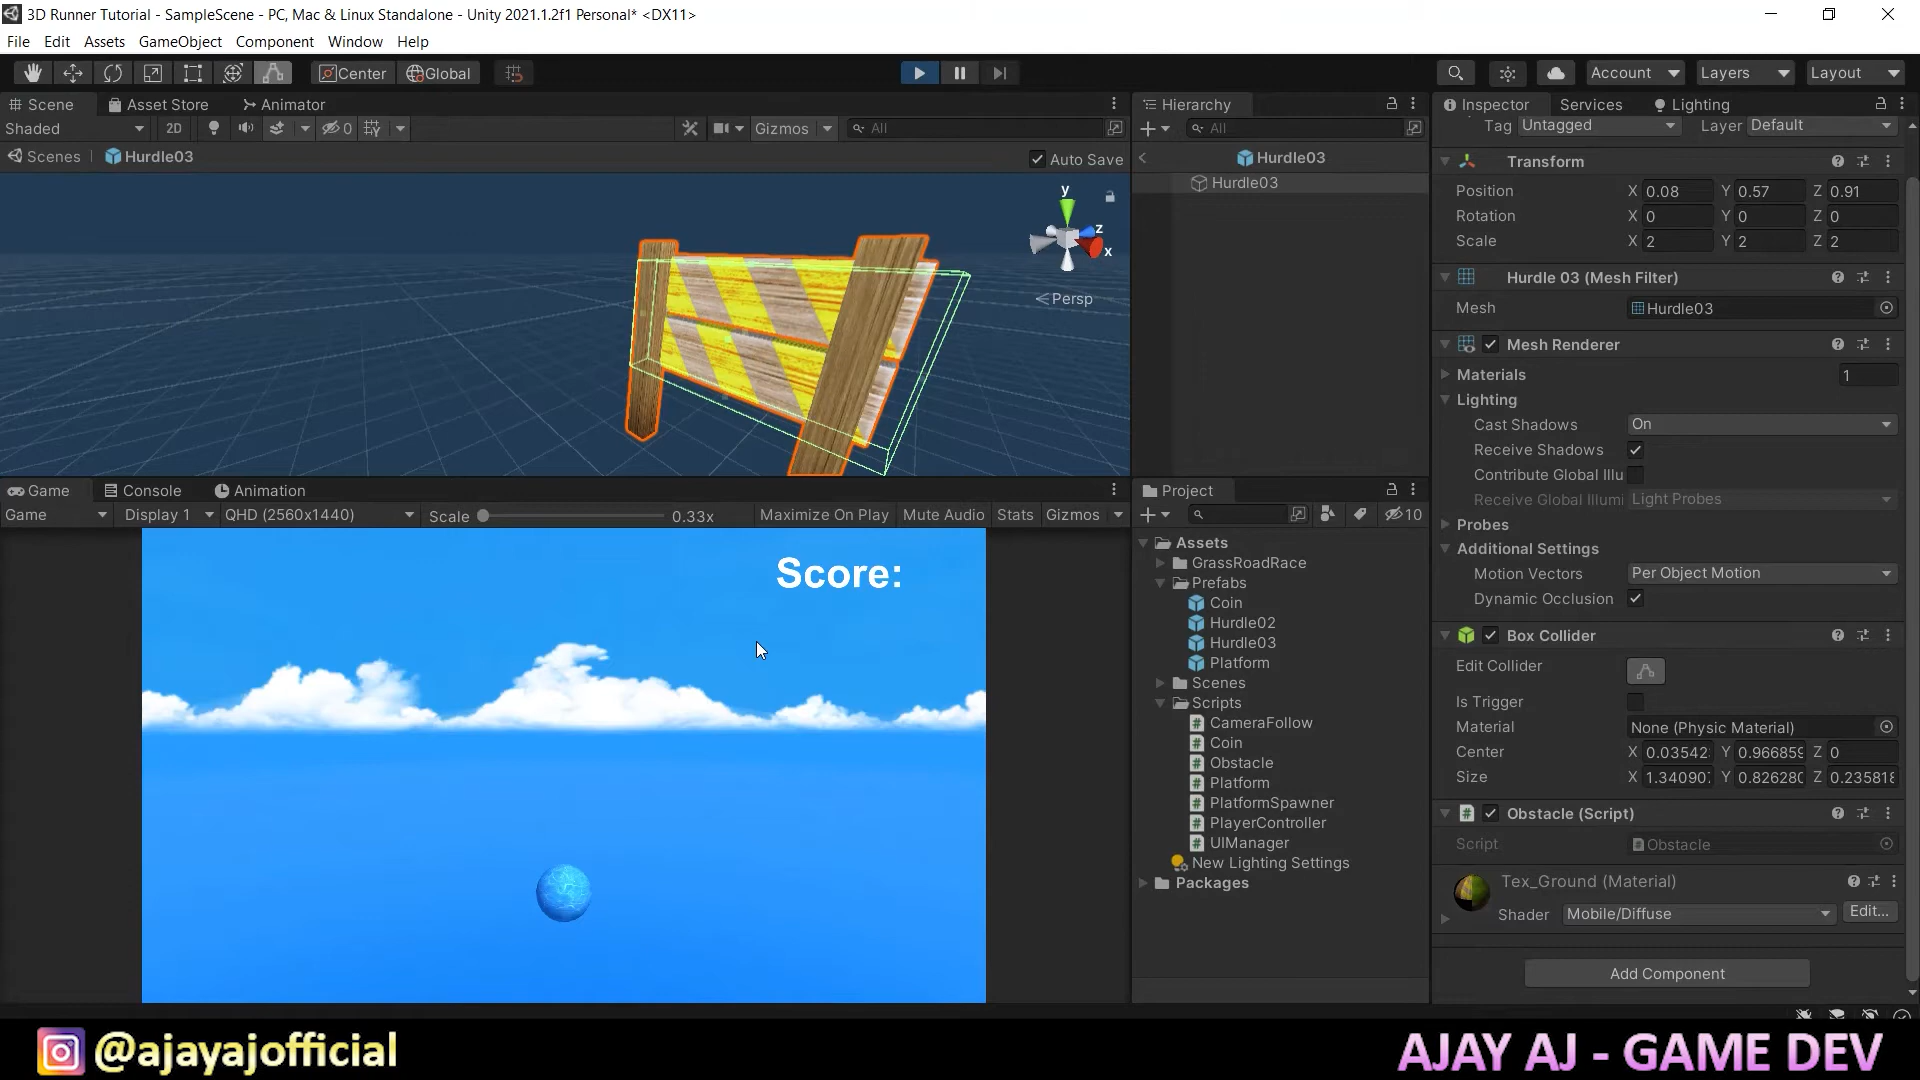 3D Runner Tutorial - SampleScene - PC, Mac & Linux Standalone - Unity 2021.1.2f1 Personal* <DX11>
File Edit Assets GameObject Component Window Help
Center Global Account Layers Layout
Scene Asset Store Animator
Shaded 2D 0 Gizmos All
Scenes Hurdle03 Auto Save
y
z
x
Persp
Hierarchy
All
Hurdle03
Hurdle03
Inspector Services Lighting
Tag Untagged Layer Default
Transform
Position X 0.08 Y 0.57 Z 0.91
Rotation X 0 Y 0 Z 0
Scale X 2 Y 2 Z 2
Hurdle 03 (Mesh Filter)
Mesh Hurdle03
Mesh Renderer
Materials 1
Lighting
Cast Shadows On
Receive Shadows
Contribute Global Illu
Receive Global Illumi Light Probes
Probes
Additional Settings
Motion Vectors Per Object Motion
Dynamic Occlusion
Box Collider
Edit Collider
Is Trigger
Material None (Physic Material)
Center X 0.03542 Y 0.966859 Z 0
Size X 1.34090 Y 0.826280 Z 0.235818
Obstacle (Script)
Script Obstacle
Tex_Ground (Material)
Shader Mobile/Diffuse Edit...
Add Component
Game Console Animation
Game Display 1 QHD (2560x1440) Scale 0.33x Maximize On Play Mute Audio Stats Gizmos
Score:
Project
10
Assets
GrassRoadRace
Prefabs
Coin
Hurdle02
Hurdle03
Platform
Scenes
Scripts
CameraFollow
Coin
Obstacle
Platform
PlatformSpawner
PlayerController
UIManager
New Lighting Settings
Packages
@ajayajofficial
AJAY AJ - GAME DEV